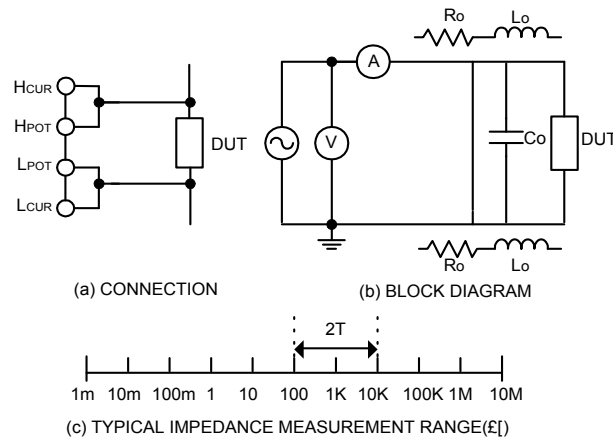 Ro Lo
HCUR
HPOT
LPOT
LCUR
DUT
A
V
Co
DUT
Ro Lo
(a) CONNECTION
(b) BLOCK DIAGRAM
2T
1m 10m 100m 1 10 100 1K 10K 100K 1M 10M
(c) TYPICAL IMPEDANCE MEASUREMENT RANGE(£[)